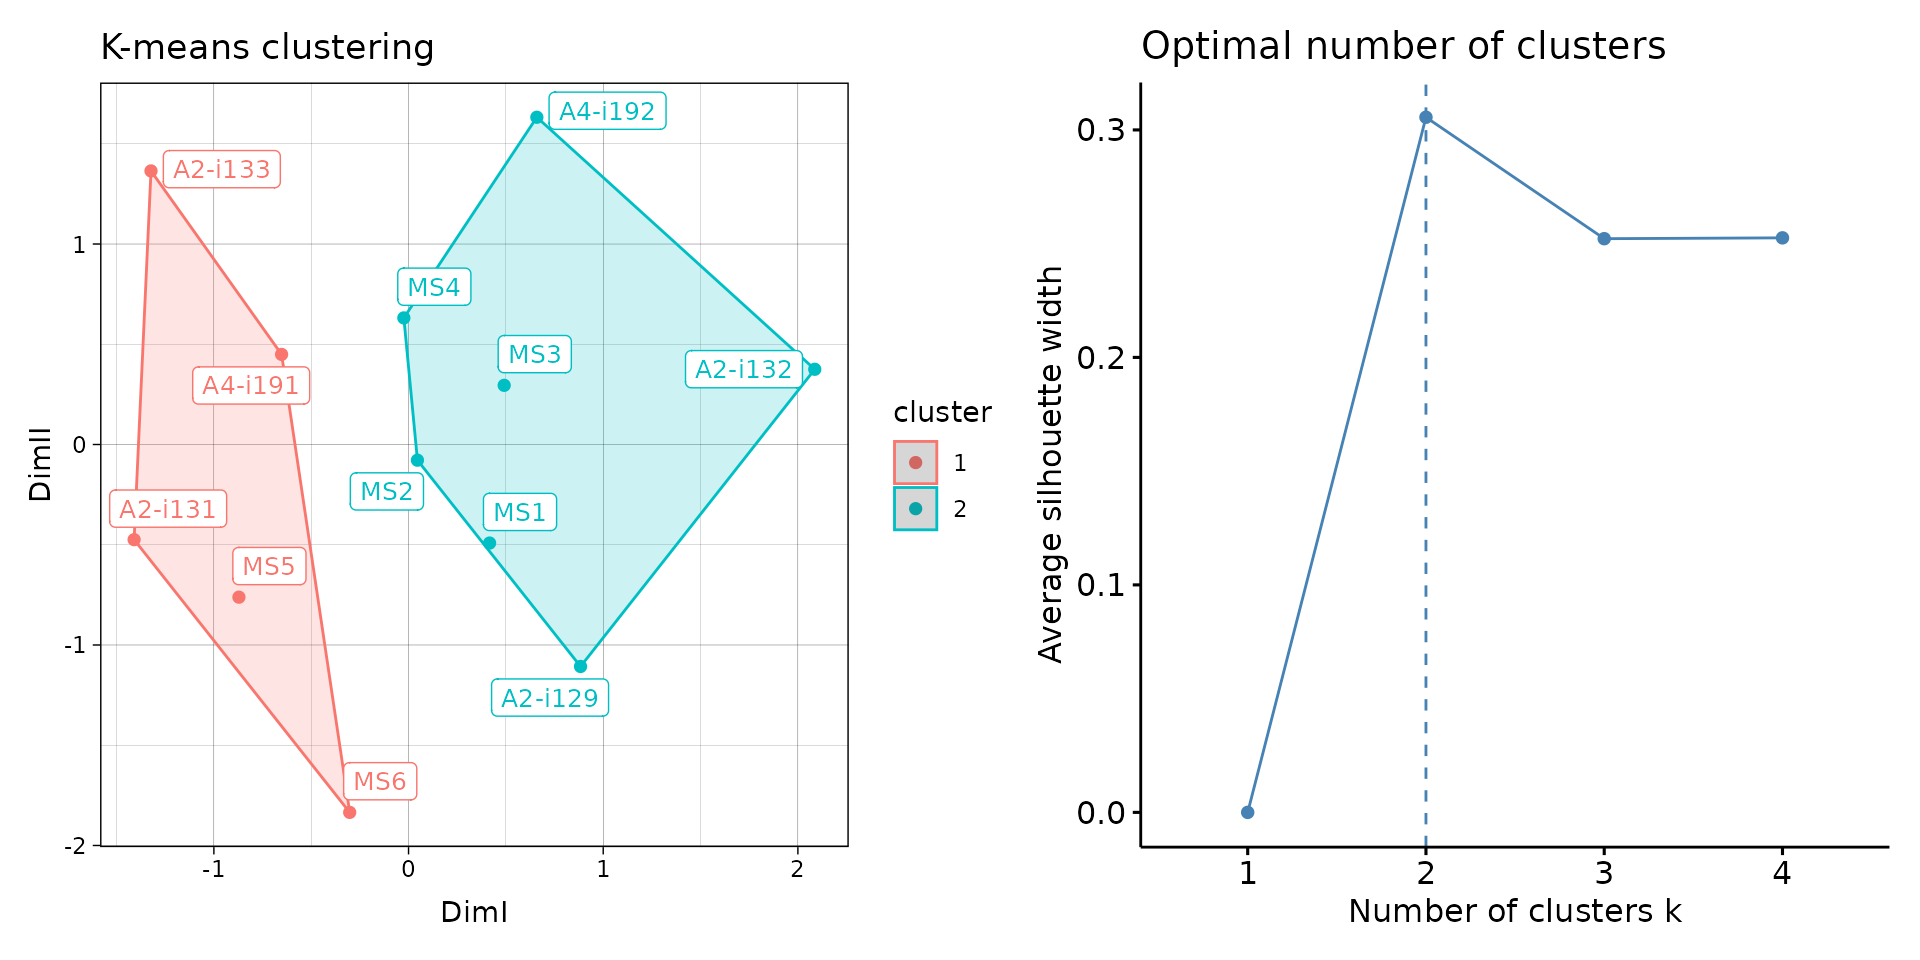 K-means clustering
A4-i192
A2-i133
MS4
MS3
A2-i132
A4-i191
MS2
MS1
A2-i131
MS5
A2-i129
MS6
1
0
-1
-2
DimII
-1
0
1
2
DimI
cluster
1
2
Optimal number of clusters
0.3
0.2
0.1
0.0
Average silhouette width
1
2
3
4
Number of clusters k